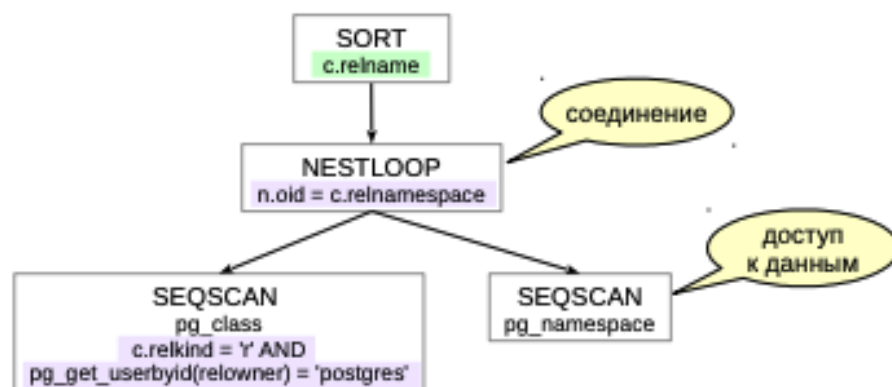 SORT
c.relname
соединение
NESTLOOP
n.oid = c.relnamespace
доступ
к данным
SEQSCAN
pg_class
c.relkind = 'r' AND
pg_get_userbyid(relowner) = 'postgres'
SEQSCAN
pg_namespace